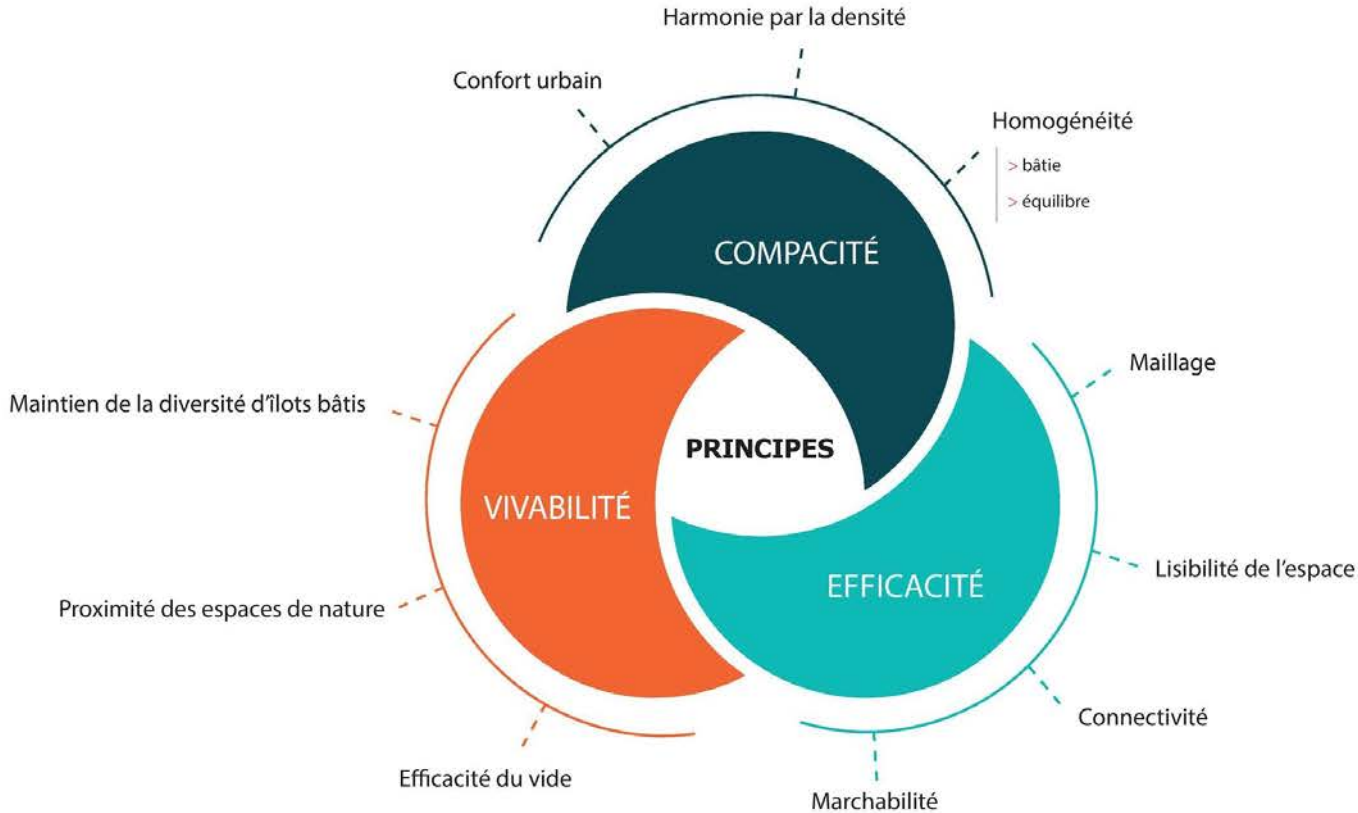 Harmonie par la densité
Confort urbain
Homogénéité
> bâtie
> équilibre
COMPACITÉ
Maillage
Maintien de la diversité d'îlots bâtis
PRINCIPES
VIVABILITÉ
Lisibilité de l'espace
EFFICACITÉ
Proximité des espaces de nature
Connectivité
Efficacité du vide
Marchabilité